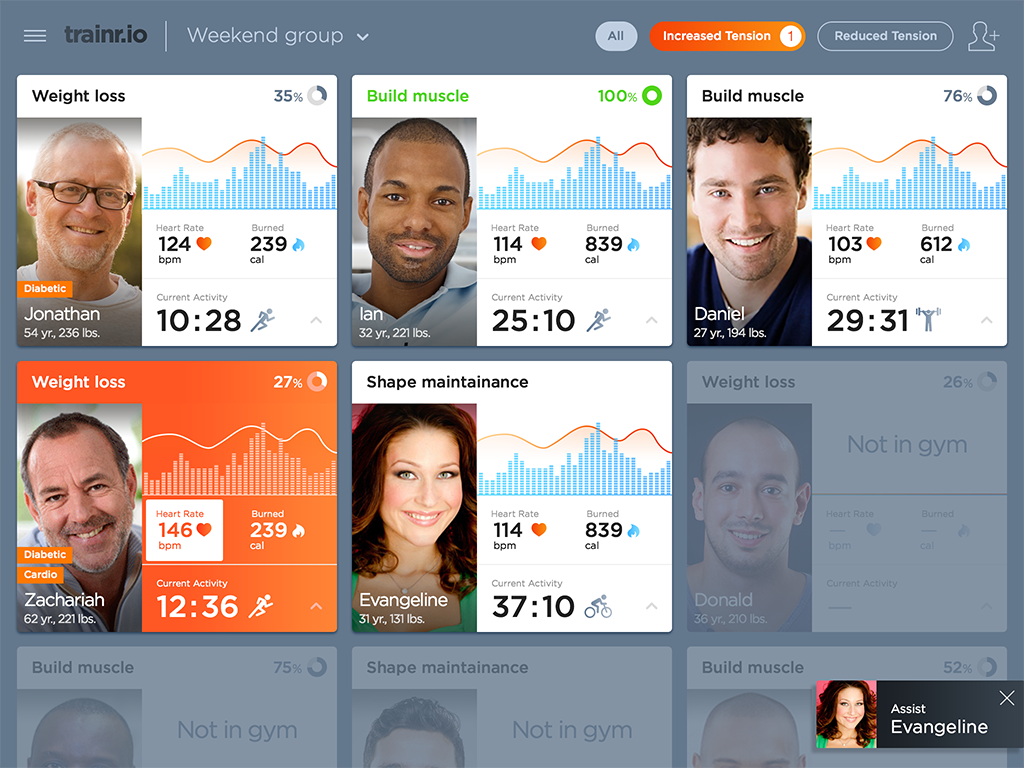 trainr.io
Weekend group
All
Increased Tension 1
Reduced Tension
Weight loss 35%
Diabetic
Jonathan
54 yr., 236 lbs.
Heart Rate Burned
124 239
bpm cal
Current Activity
10:28
Build muscle 100%
Ian
32 yr., 221 lbs.
Heart Rate Burned
114 839
bpm cal
Current Activity
25:10
Build muscle 76%
Daniel
27 yr., 194 lbs.
Heart Rate Burned
103 612
bpm cal
Current Activity
29:31
Weight loss 27%
Diabetic
Cardio
Zachariah
62 yr., 221 lbs.
Heart Rate Burned
146 239
bpm cal
Current Activity
12:36
Shape maintainance
Evangeline
31 yr., 131 lbs.
Heart Rate Burned
114 839
bpm cal
Current Activity
37:10
Weight loss 26%
Not in gym
Donald
36 yr., 210 lbs.
Heart Rate Burned
— —
bpm cal
Current Activity
—
Build muscle 75%
Not in gym
Shape maintainance
Not in gym
Build muscle 52%
Assist
Evangeline